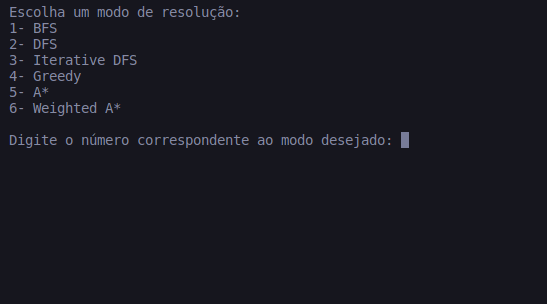 Escolha um modo de resolução:
1- BFS
2- DFS
3- Iterative DFS
4- Greedy
5- A*
6- Weighted A*
Digite o número correspondente ao modo desejado: